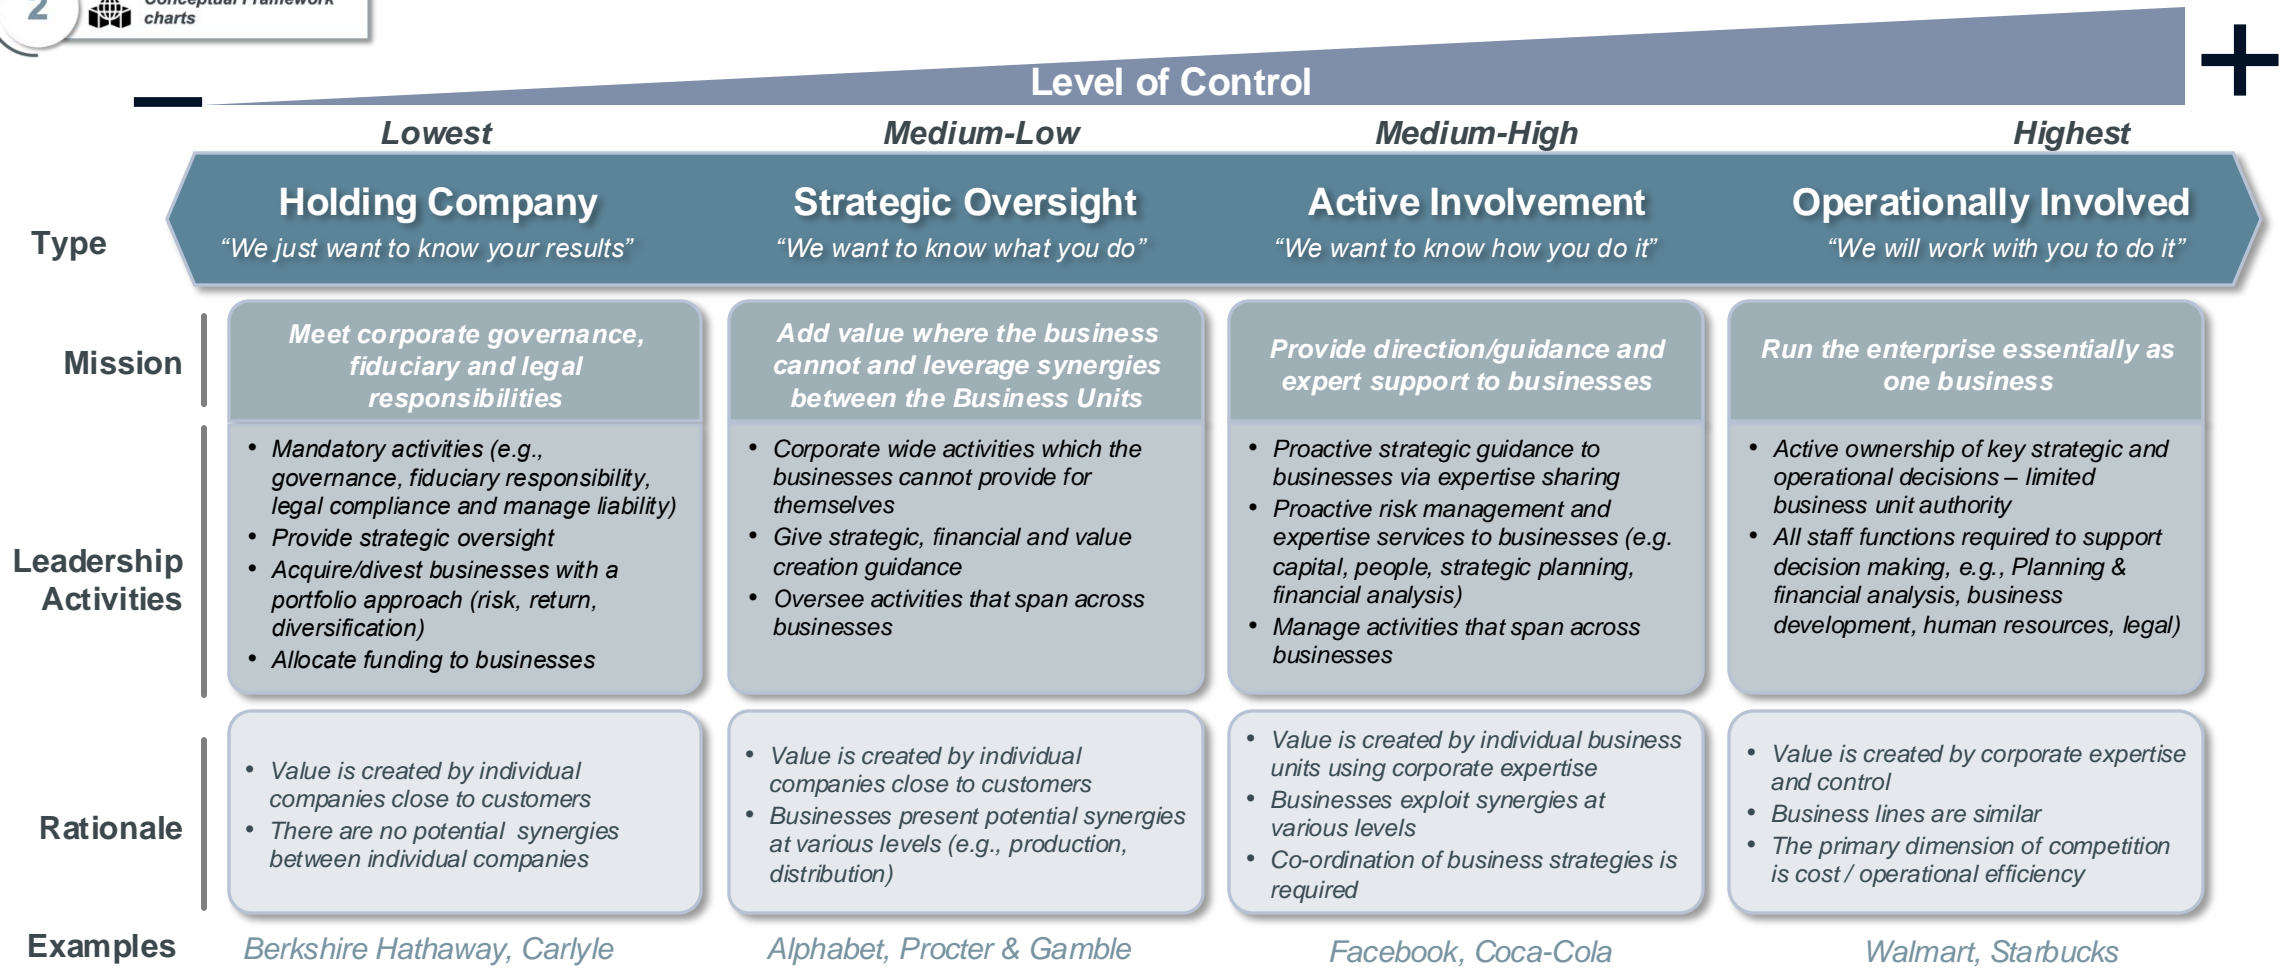 2
Conceptual Framework
charts
Level of Control
Lowest
Medium-Low
Medium-High
Highest
Type
Holding Company
“We just want to know your results”
Strategic Oversight
“We want to know what you do”
Active Involvement
“We want to know how you do it”
Operationally Involved
“We will work with you to do it”
Mission
Meet corporate governance,
fiduciary and legal
responsibilities
Add value where the business
cannot and leverage synergies
between the Business Units
Provide direction/guidance and
expert support to businesses
Run the enterprise essentially as
one business
Leadership
Activities
• Mandatory activities (e.g.,
governance, fiduciary responsibility,
legal compliance and manage liability)
• Provide strategic oversight
• Acquire/divest businesses with a
portfolio approach (risk, return,
diversification)
• Allocate funding to businesses
• Corporate wide activities which the
businesses cannot provide for
themselves
• Give strategic, financial and value
creation guidance
• Oversee activities that span across
businesses
• Proactive strategic guidance to
businesses via expertise sharing
• Proactive risk management and
expertise services to businesses (e.g.
capital, people, strategic planning,
financial analysis)
• Manage activities that span across
businesses
• Active ownership of key strategic and
operational decisions – limited
business unit authority
• All staff functions required to support
decision making, e.g., Planning &
financial analysis, business
development, human resources, legal)
Rationale
• Value is created by individual
companies close to customers
• There are no potential synergies
between individual companies
• Value is created by individual
companies close to customers
• Businesses present potential synergies
at various levels (e.g., production,
distribution)
• Value is created by individual business
units using corporate expertise
• Businesses exploit synergies at
various levels
• Co-ordination of business strategies is
required
• Value is created by corporate expertise
and control
• Business lines are similar
• The primary dimension of competition
is cost / operational efficiency
Examples
Berkshire Hathaway, Carlyle
Alphabet, Procter & Gamble
Facebook, Coca-Cola
Walmart, Starbucks